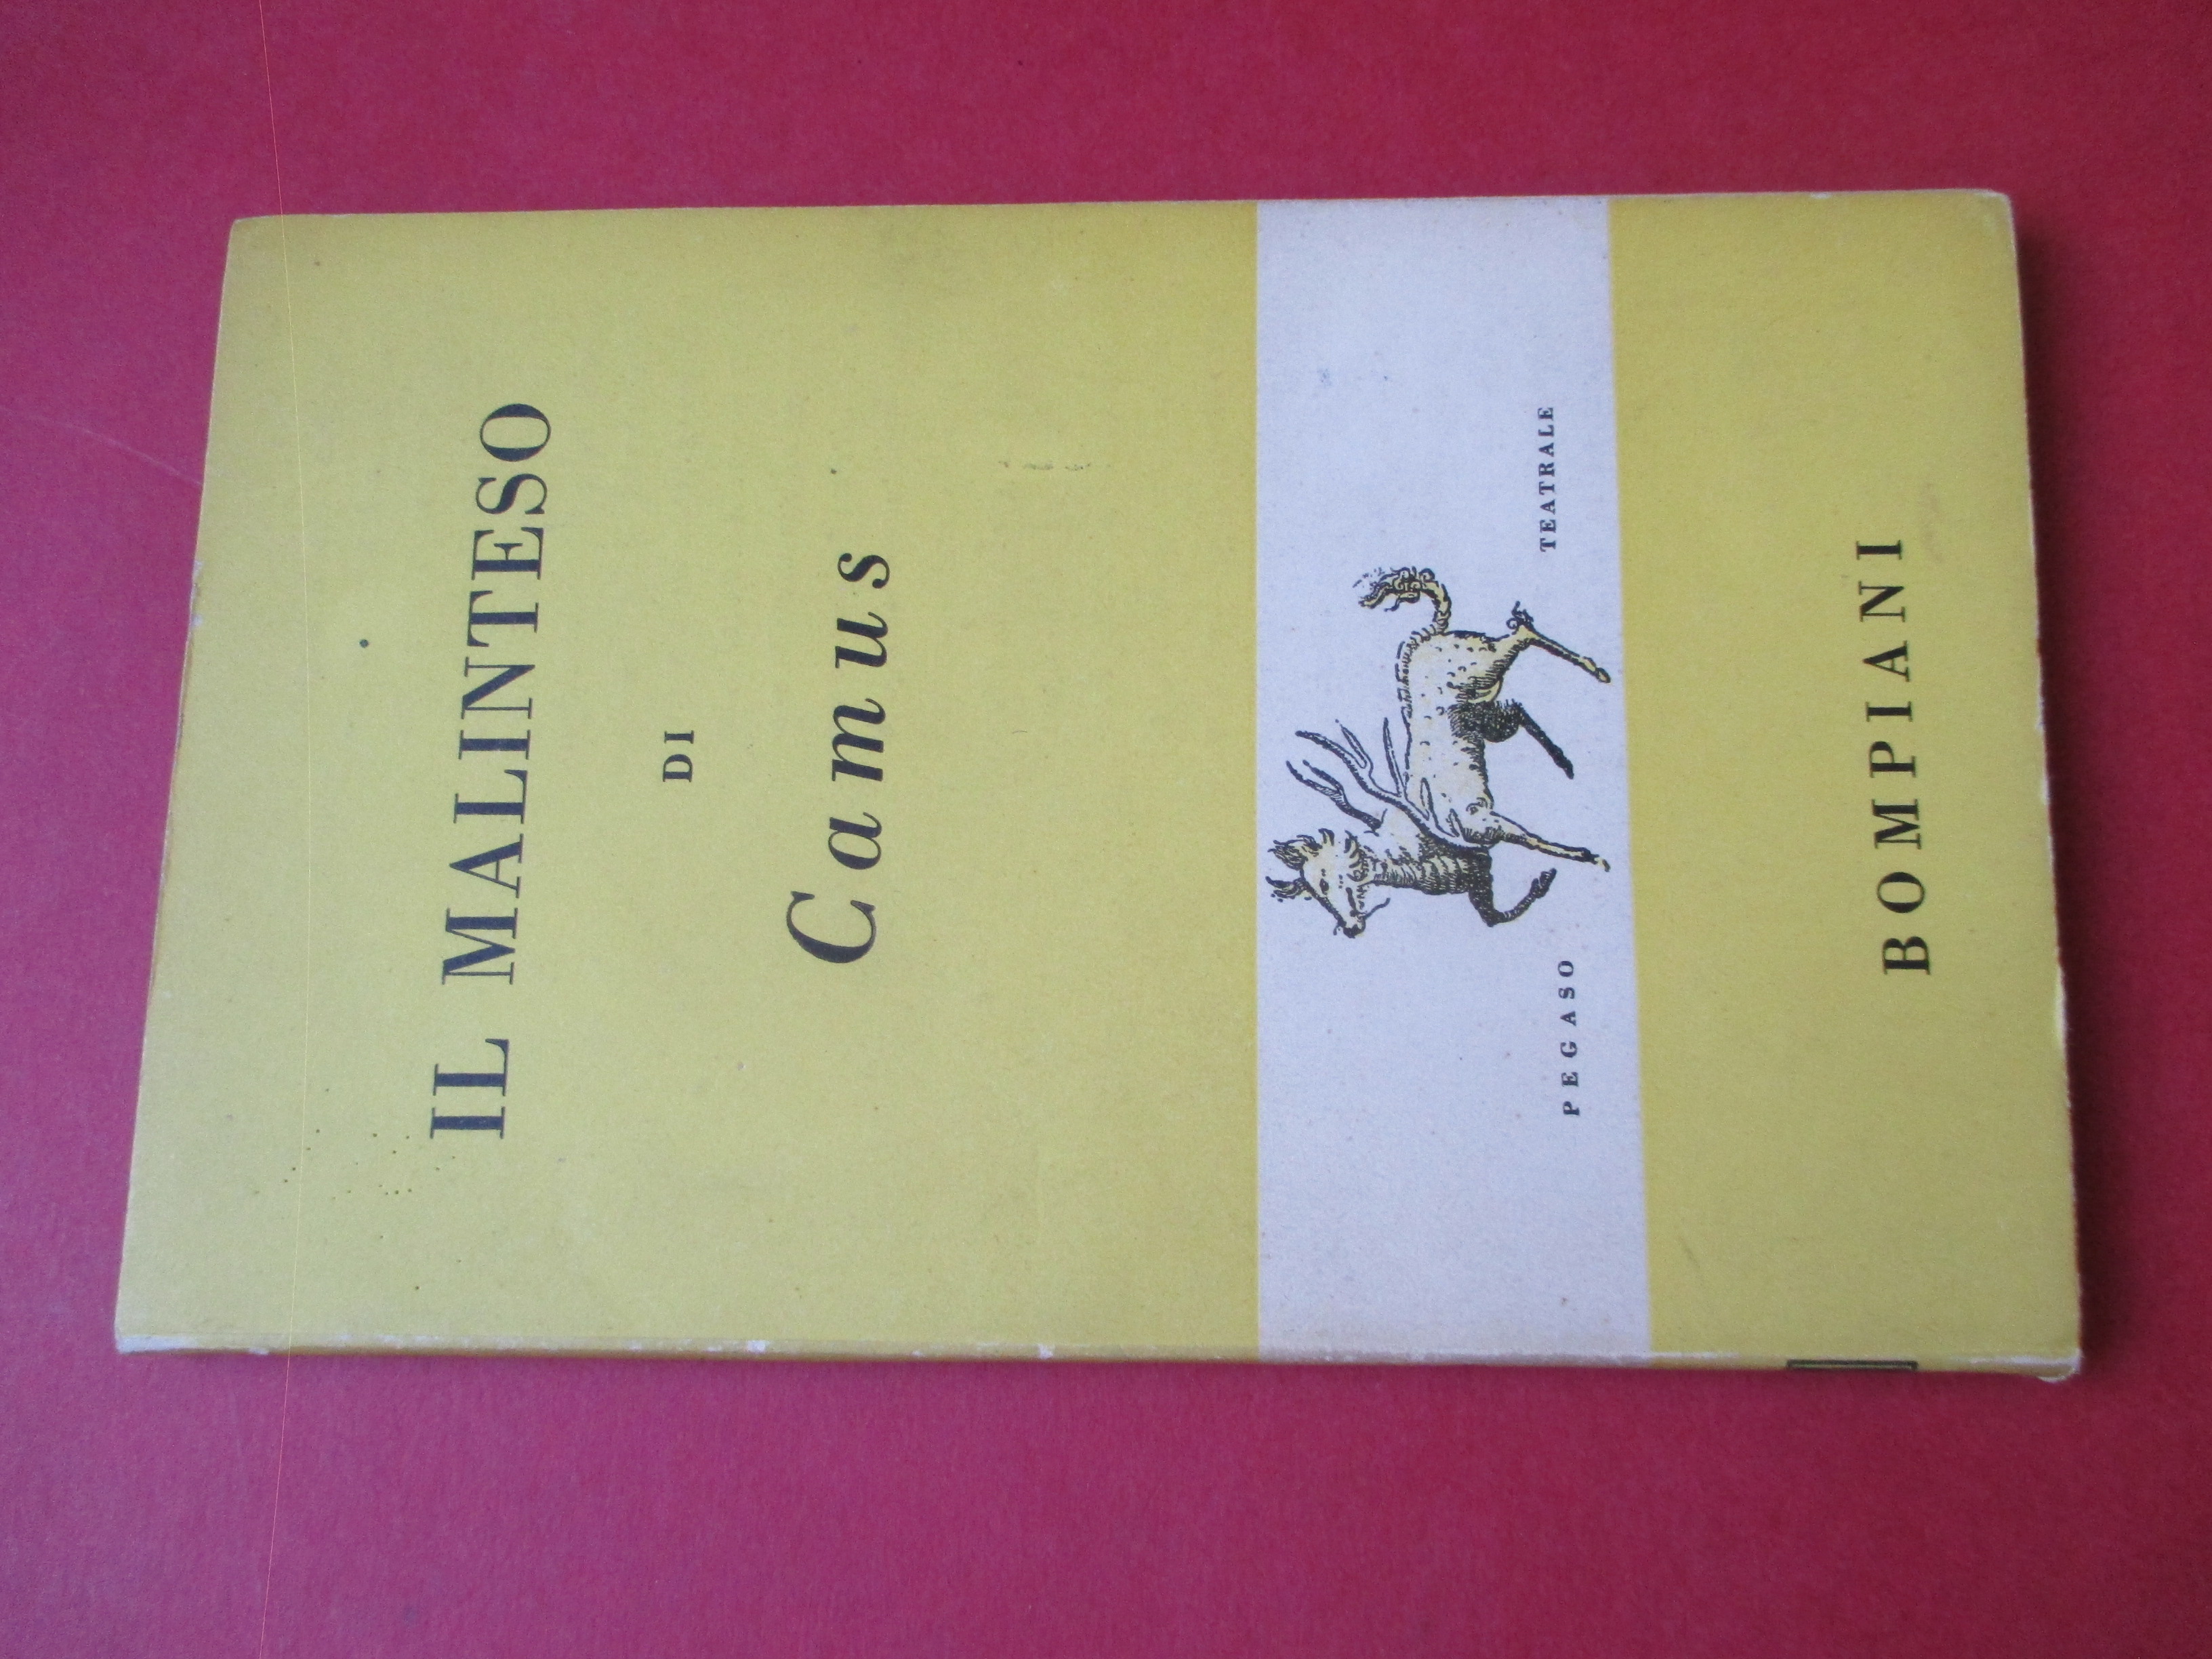 IL MALINTESO
DI
Camus
PEGASO TEATRALE
BOMPIANI